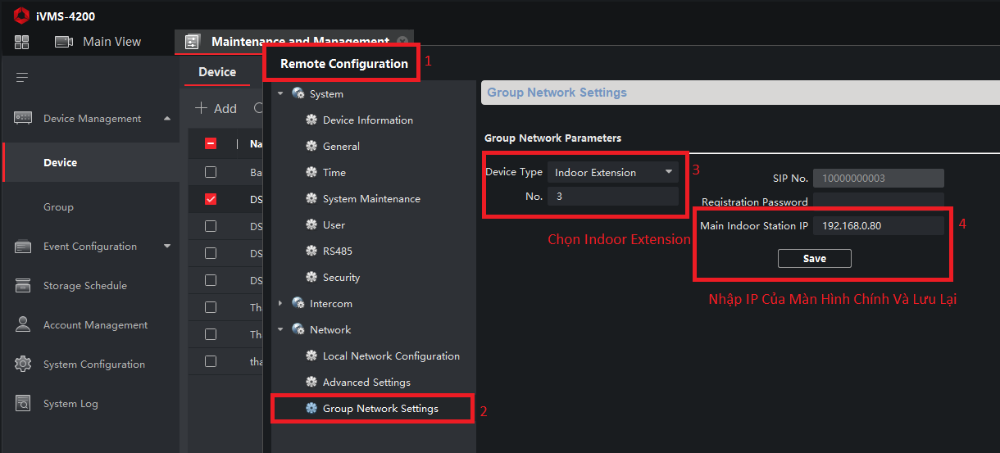 iVMS-4200
Main View
Maintenance and Management
Device
Remote Configuration
1
Add
Device Management
Device
Group
Event Configuration
Storage Schedule
Account Management
System Configuration
System Log
Na
Ba
DS
DS
DS
DS
Tha
Tha
tha
System
Device Information
General
Time
System Maintenance
User
RS485
Security
Intercom
Network
Local Network Configuration
Advanced Settings
Group Network Settings
2
Group Network Settings
Group Network Parameters
Device Type Indoor Extension
3
No. 3
Chọn Indoor Extension
SIP No. 10000000003
Registration Password
Main Indoor Station IP 192.168.0.80
4
Save
Nhập IP Của Màn Hình Chính Và Lưu Lại